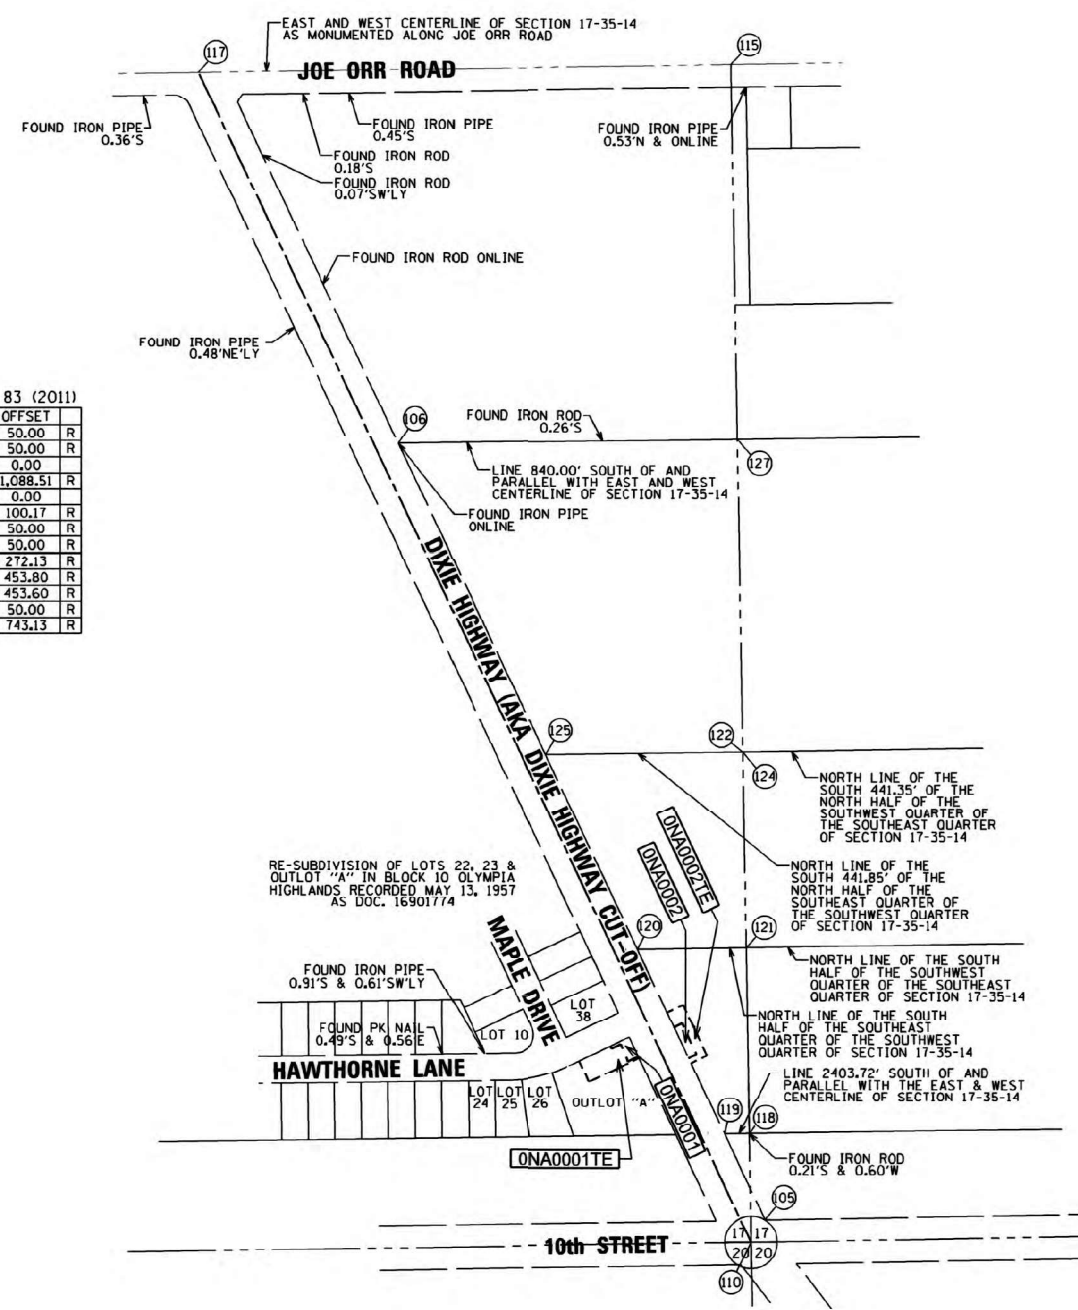 EAST AND WEST CENTERLINE OF SECTION 17-35-14
AS MONUMENTED ALONG JOE ORR ROAD
117
115
JOE ORR ROAD
FOUND IRON PIPE
0.36'S
FOUND IRON PIPE
0.45'S
FOUND IRON PIPE
0.53'N & ONLINE
FOUND IRON ROD
0.18'S
FOUND IRON ROD
0.07'SW'LY
FOUND IRON ROD ONLINE
FOUND IRON PIPE
0.48'NE'LY
83 (2011)
OFFSET
50.00 R
50.00 R
0.00
1,088.51 R
0.00
100.17 R
50.00 R
50.00 R
272.13 R
453.80 R
453.60 R
50.00 R
743.13 R
106
FOUND IRON ROD
0.26'S
127
LINE 840.00' SOUTH OF AND
PARALLEL WITH EAST AND WEST
CENTERLINE OF SECTION 17-35-14
FOUND IRON PIPE
ONLINE
DIXIE HIGHWAY (AKA DIXIE HIGHWAY CUT-OFF)
125
122
124
NORTH LINE OF THE
SOUTH 441.35' OF THE
NORTH HALF OF THE
SOUTHWEST QUARTER OF
THE SOUTHEAST QUARTER
OF SECTION 17-35-14
0NA0002TE
0NA0002
RE-SUBDIVISION OF LOTS 22, 23 &
OUTLOT "A" IN BLOCK 10 OLYMPIA
HIGHLANDS RECORDED MAY 13, 1957
AS DOC. 16901774
NORTH LINE OF THE
SOUTH 441.85' OF THE
NORTH HALF OF THE
SOUTHEAST QUARTER OF
THE SOUTHWEST QUARTER
OF SECTION 17-35-14
MAPLE DRIVE
120
121
NORTH LINE OF THE SOUTH
HALF OF THE SOUTHWEST
QUARTER OF THE SOUTHEAST
QUARTER OF SECTION 17-35-14
FOUND IRON PIPE
0.91'S & 0.61'SW'LY
LOT
38
NORTH LINE OF THE SOUTH
HALF OF THE SOUTHEAST
QUARTER OF THE SOUTHWEST
QUARTER OF SECTION 17-35-14
FOUND PK NAIL
0.49'S & 0.56'E
LOT 10
HAWTHORNE LANE
LINE 2403.72' SOUTH OF AND
PARALLEL WITH THE EAST & WEST
CENTERLINE OF SECTION 17-35-14
LOT
24
LOT
25
LOT
26
OUTLOT "A"
0NA0001
119
118
0NA0001TE
FOUND IRON ROD
0.21'S & 0.60'W
105
10th STREET
17 17
20 20
110